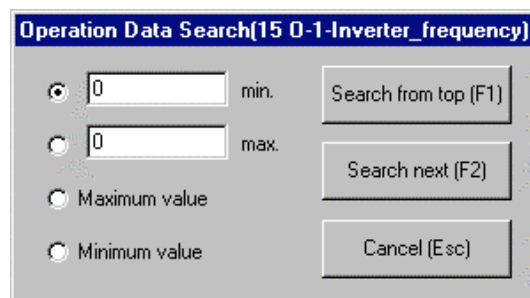 Operation Data Search(15 O-1-Inverter_frequency)
0 min.
Search from top (F1)
0 max.
Search next (F2)
Maximum value
Minimum value
Cancel (Esc)